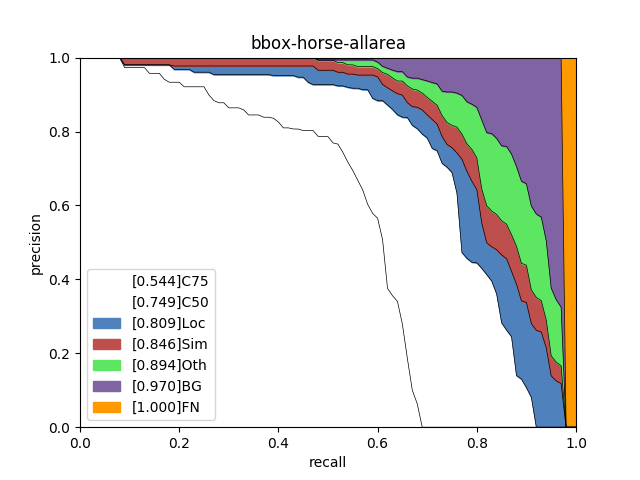 bbox-horse-allarea
precision
1.0
0.8
0.6
0.4
0.2
0.0
[0.544]C75
[0.749]C50
[0.809]Loc
[0.846]Sim
[0.894]Oth
[0.970]BG
[1.000]FN
0.0 0.2 0.4 0.6 0.8 1.0
recall